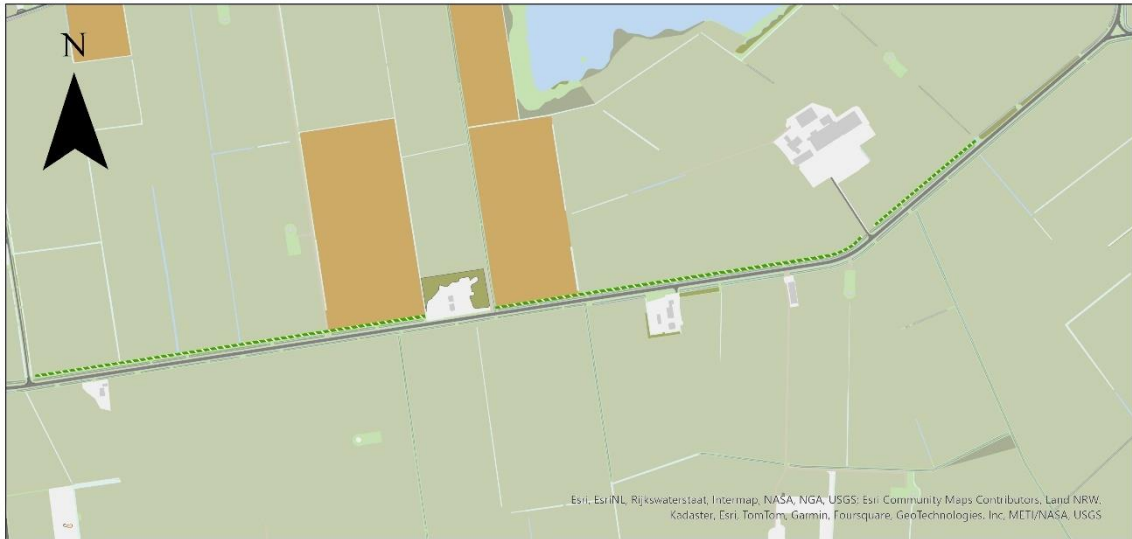 N
Esri, EsriNL, Rijkswaterstaat, Intermap, NASA, NGA, USGS; Esri Community Maps Contributors, Land NRW,
Kadaster, Esri, TomTom, Garmin, Foursquare, GeoTechnologies, Inc, METI/NASA, USGS